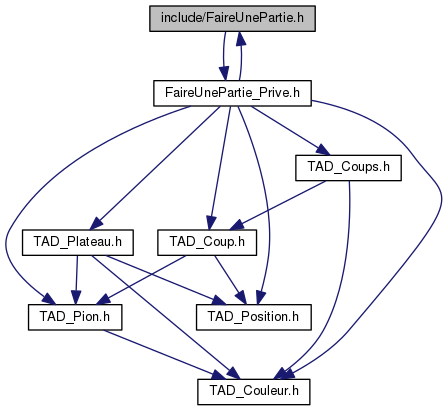 include/FaireUnePartie.h
FaireUnePartie_Prive.h
TAD_Coups.h
TAD_Plateau.h
TAD_Coup.h
TAD_Pion.h
TAD_Position.h
TAD_Couleur.h